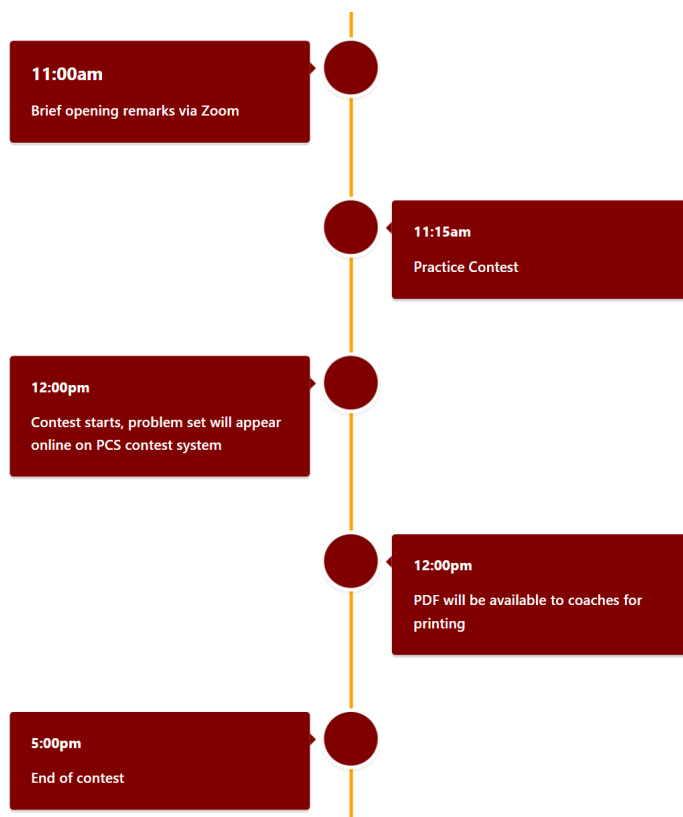 11:00am
Brief opening remarks via Zoom
11:15am
Practice Contest
12:00pm
Contest starts, problem set will appear
online on PCS contest system
12:00pm
PDF will be available to coaches for
printing
5:00pm
End of contest